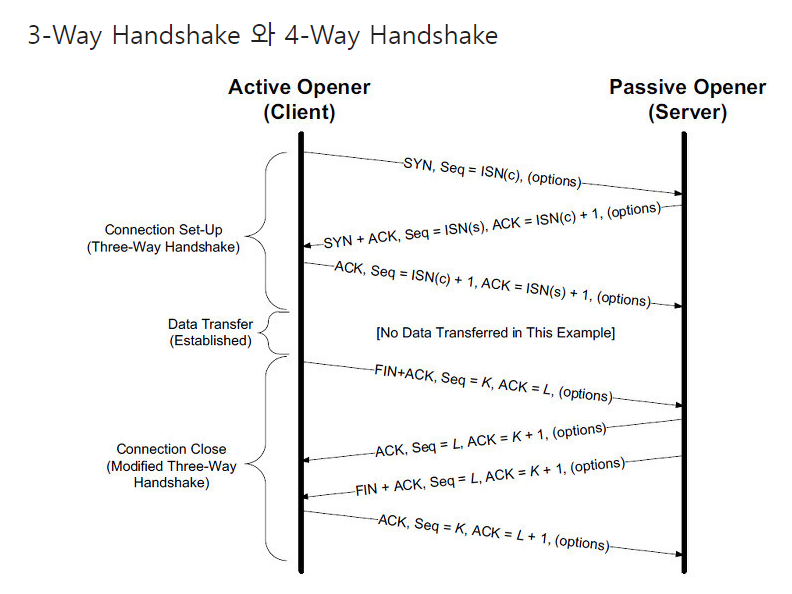 3-Way Handshake 와 4-Way Handshake
Active Opener
(Client)
Passive Opener
(Server)
SYN, Seq = ISN(c), (options)
SYN + ACK, Seq = ISN(s), ACK = ISN(c) + 1, (options)
Connection Set-Up
(Three-Way Handshake)
ACK, Seq = ISN(c) + 1, ACK = ISN(s) + 1, (options)
Data Transfer
(Established)
[No Data Transferred in This Example]
FIN+ACK, Seq = K, ACK = L, (options)
ACK, Seq = L, ACK = K + 1, (options)
Connection Close
(Modified Three-Way
Handshake)
FIN + ACK, Seq = L, ACK = K + 1, (options)
ACK, Seq = K, ACK = L + 1, (options)